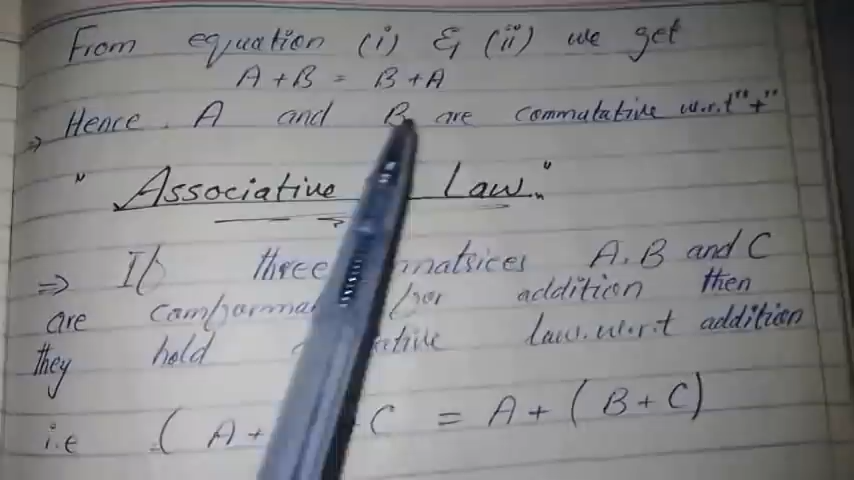 From equation (i) & (ii) we get
A + B = B + A
⇒ Hence. A and B are commutative w.r.t "+"
"Associative Law."
⇒ If three matrices A. B and C
are for addition then
they hold law.w.r.t addition
i.e (A+ C = A + (B + C)